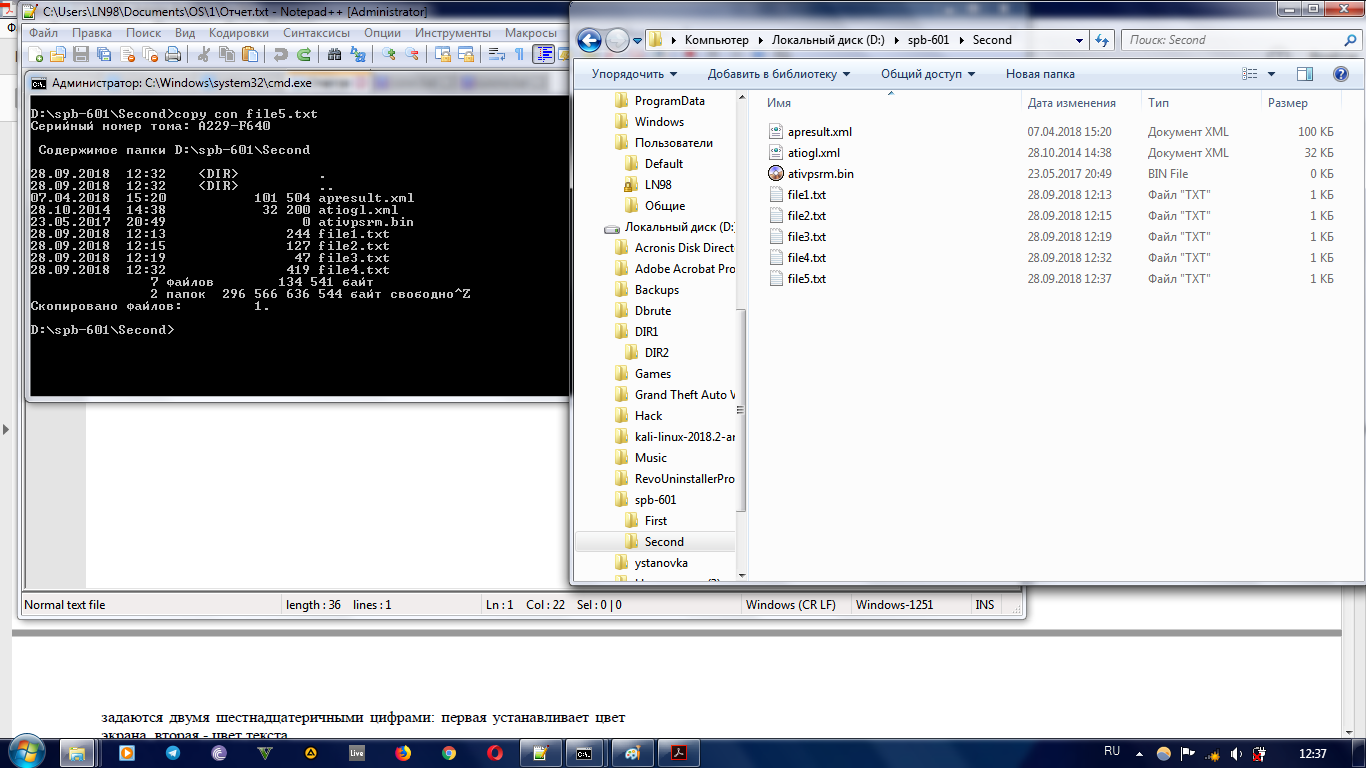 C:\Users\LN98\Documents\OS\1\Отчет.txt - Notepad++ [Administrator]
Файл Правка Поиск Вид Кодировки Синтаксисы Опции Инструменты Макросы
Администратор: C:\Windows\system32\cmd.exe
D:\spb-601\Second>copy con file5.txt
Серийный номер тома: A229-F640
Содержимое папки D:\spb-601\Second
28.09.2018 12:32 <DIR> .
28.09.2018 12:32 <DIR> ..
07.04.2018 15:20 101 504 apresult.xml
28.10.2014 14:38 32 200 atiogl.xml
23.05.2017 20:49 0 ativpsrm.bin
28.09.2018 12:13 244 file1.txt
28.09.2018 12:15 127 file2.txt
28.09.2018 12:19 47 file3.txt
28.09.2018 12:32 419 file4.txt
7 файлов 134 541 байт
2 папок 296 566 636 544 байт свободно^Z
Скопировано файлов: 1.
D:\spb-601\Second>
Normal text file length : 36 lines : 1 Ln : 1 Col : 22 Sel : 0 | 0 Windows (CR LF) Windows-1251 INS
Компьютер Локальный диск (D:) spb-601 Second
Поиск: Second
Упорядочить Добавить в библиотеку Общий доступ Новая папка
ProgramData
Windows
Пользователи
Default
LN98
Общие
Локальный диск (D:
Acronis Disk Direct
Adobe Acrobat Pro
Backups
Dbrute
DIR1
DIR2
Games
Grand Theft Auto V
Hack
kali-linux-2018.2-ar
Music
RevoUninstallerPro
spb-601
First
Second
ystanovka
Имя Дата изменения Тип Размер
apresult.xml 07.04.2018 15:20 Документ XML 100 КБ
atiogl.xml 28.10.2014 14:38 Документ XML 32 КБ
ativpsrm.bin 23.05.2017 20:49 BIN File 0 КБ
file1.txt 28.09.2018 12:13 Файл "TXT" 1 КБ
file2.txt 28.09.2018 12:15 Файл "TXT" 1 КБ
file3.txt 28.09.2018 12:19 Файл "TXT" 1 КБ
file4.txt 28.09.2018 12:32 Файл "TXT" 1 КБ
file5.txt 28.09.2018 12:37 Файл "TXT" 1 КБ
задаются двумя шестнадцатеричными цифрами: первая устанавливает цвет
экрана, вторая - цвет текста
Live
RU 12:37